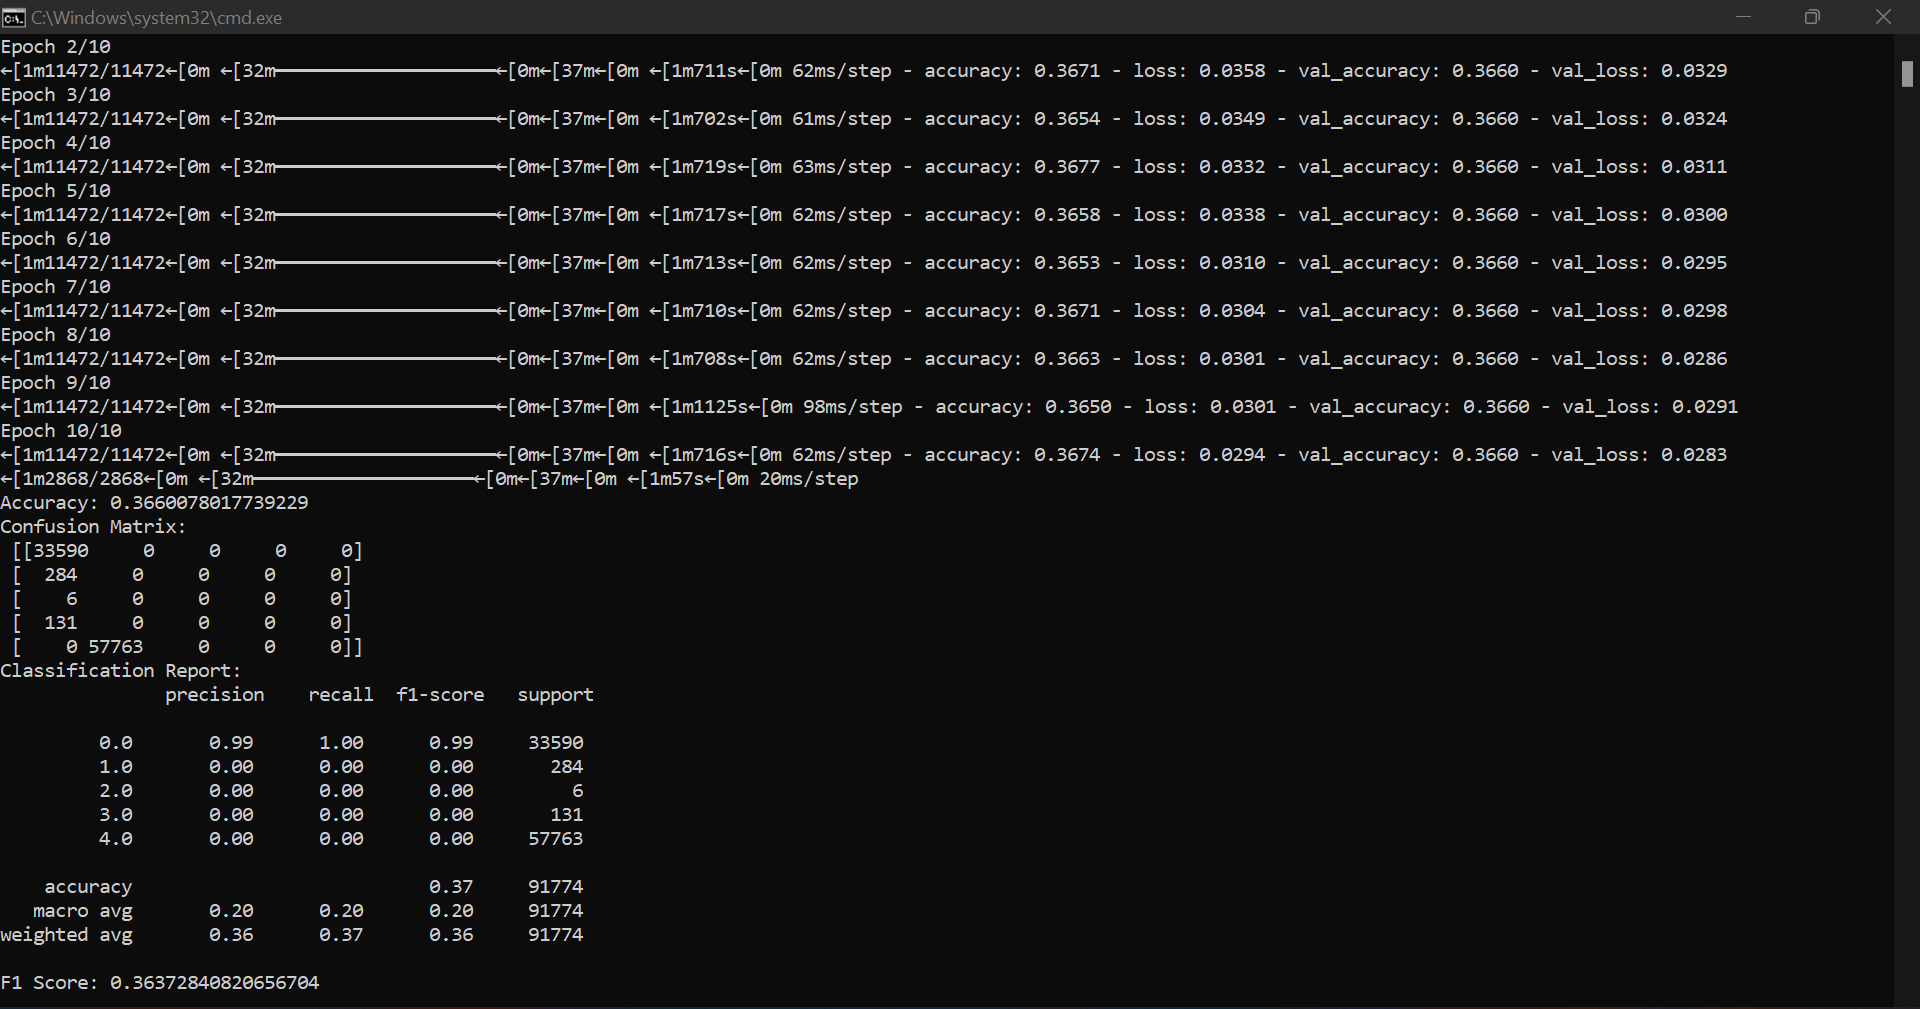 C:\Windows\system32\cmd.exe
Epoch 2/10
←[1m11472/11472←[0m ←[32m━━━━━━━━━━━━━━━━━━━━←[0m←[37m←[0m ←[1m711s←[0m 62ms/step - accuracy: 0.3671 - loss: 0.0358 - val_accuracy: 0.3660 - val_loss: 0.0329
Epoch 3/10
←[1m11472/11472←[0m ←[32m━━━━━━━━━━━━━━━━━━━━←[0m←[37m←[0m ←[1m702s←[0m 61ms/step - accuracy: 0.3654 - loss: 0.0349 - val_accuracy: 0.3660 - val_loss: 0.0324
Epoch 4/10
←[1m11472/11472←[0m ←[32m━━━━━━━━━━━━━━━━━━━━←[0m←[37m←[0m ←[1m719s←[0m 63ms/step - accuracy: 0.3677 - loss: 0.0332 - val_accuracy: 0.3660 - val_loss: 0.0311
Epoch 5/10
←[1m11472/11472←[0m ←[32m━━━━━━━━━━━━━━━━━━━━←[0m←[37m←[0m ←[1m717s←[0m 62ms/step - accuracy: 0.3658 - loss: 0.0338 - val_accuracy: 0.3660 - val_loss: 0.0300
Epoch 6/10
←[1m11472/11472←[0m ←[32m━━━━━━━━━━━━━━━━━━━━←[0m←[37m←[0m ←[1m713s←[0m 62ms/step - accuracy: 0.3653 - loss: 0.0310 - val_accuracy: 0.3660 - val_loss: 0.0295
Epoch 7/10
←[1m11472/11472←[0m ←[32m━━━━━━━━━━━━━━━━━━━━←[0m←[37m←[0m ←[1m710s←[0m 62ms/step - accuracy: 0.3671 - loss: 0.0304 - val_accuracy: 0.3660 - val_loss: 0.0298
Epoch 8/10
←[1m11472/11472←[0m ←[32m━━━━━━━━━━━━━━━━━━━━←[0m←[37m←[0m ←[1m708s←[0m 62ms/step - accuracy: 0.3663 - loss: 0.0301 - val_accuracy: 0.3660 - val_loss: 0.0286
Epoch 9/10
←[1m11472/11472←[0m ←[32m━━━━━━━━━━━━━━━━━━━━←[0m←[37m←[0m ←[1m1125s←[0m 98ms/step - accuracy: 0.3650 - loss: 0.0301 - val_accuracy: 0.3660 - val_loss: 0.0291
Epoch 10/10
←[1m11472/11472←[0m ←[32m━━━━━━━━━━━━━━━━━━━━←[0m←[37m←[0m ←[1m716s←[0m 62ms/step - accuracy: 0.3674 - loss: 0.0294 - val_accuracy: 0.3660 - val_loss: 0.0283
←[1m2868/2868←[0m ←[32m━━━━━━━━━━━━━━━━━━━━←[0m←[37m←[0m ←[1m57s←[0m 20ms/step
Accuracy: 0.3660078017739229
Confusion Matrix:
[[33590     0     0     0     0]
[  284     0     0     0     0]
[    6     0     0     0     0]
[  131     0     0     0     0]
[    0 57763     0     0     0]]
Classification Report:
precision    recall  f1-score   support
0.0       0.99      1.00      0.99     33590
1.0       0.00      0.00      0.00       284
2.0       0.00      0.00      0.00         6
3.0       0.00      0.00      0.00       131
4.0       0.00      0.00      0.00     57763
accuracy                           0.37     91774
macro avg       0.20      0.20      0.20     91774
weighted avg       0.36      0.37      0.36     91774
F1 Score: 0.36372840820656704